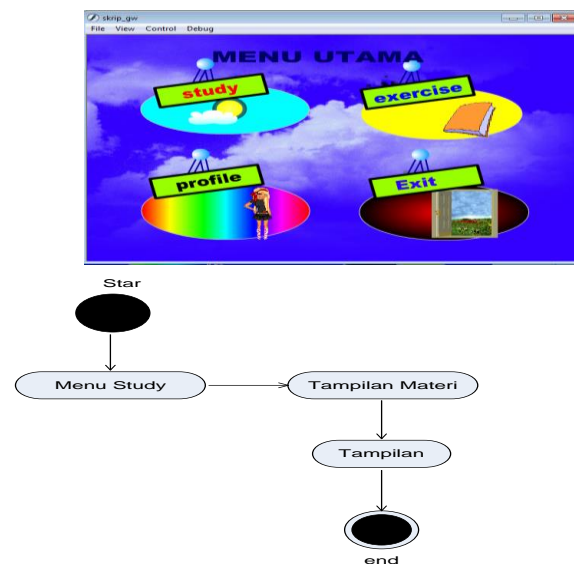 skrip_gw
File View Control Debug
MENU UTAMA
study
exercise
profile
Exit
Star
Menu Study
Tampilan Materi
Tampilan
end